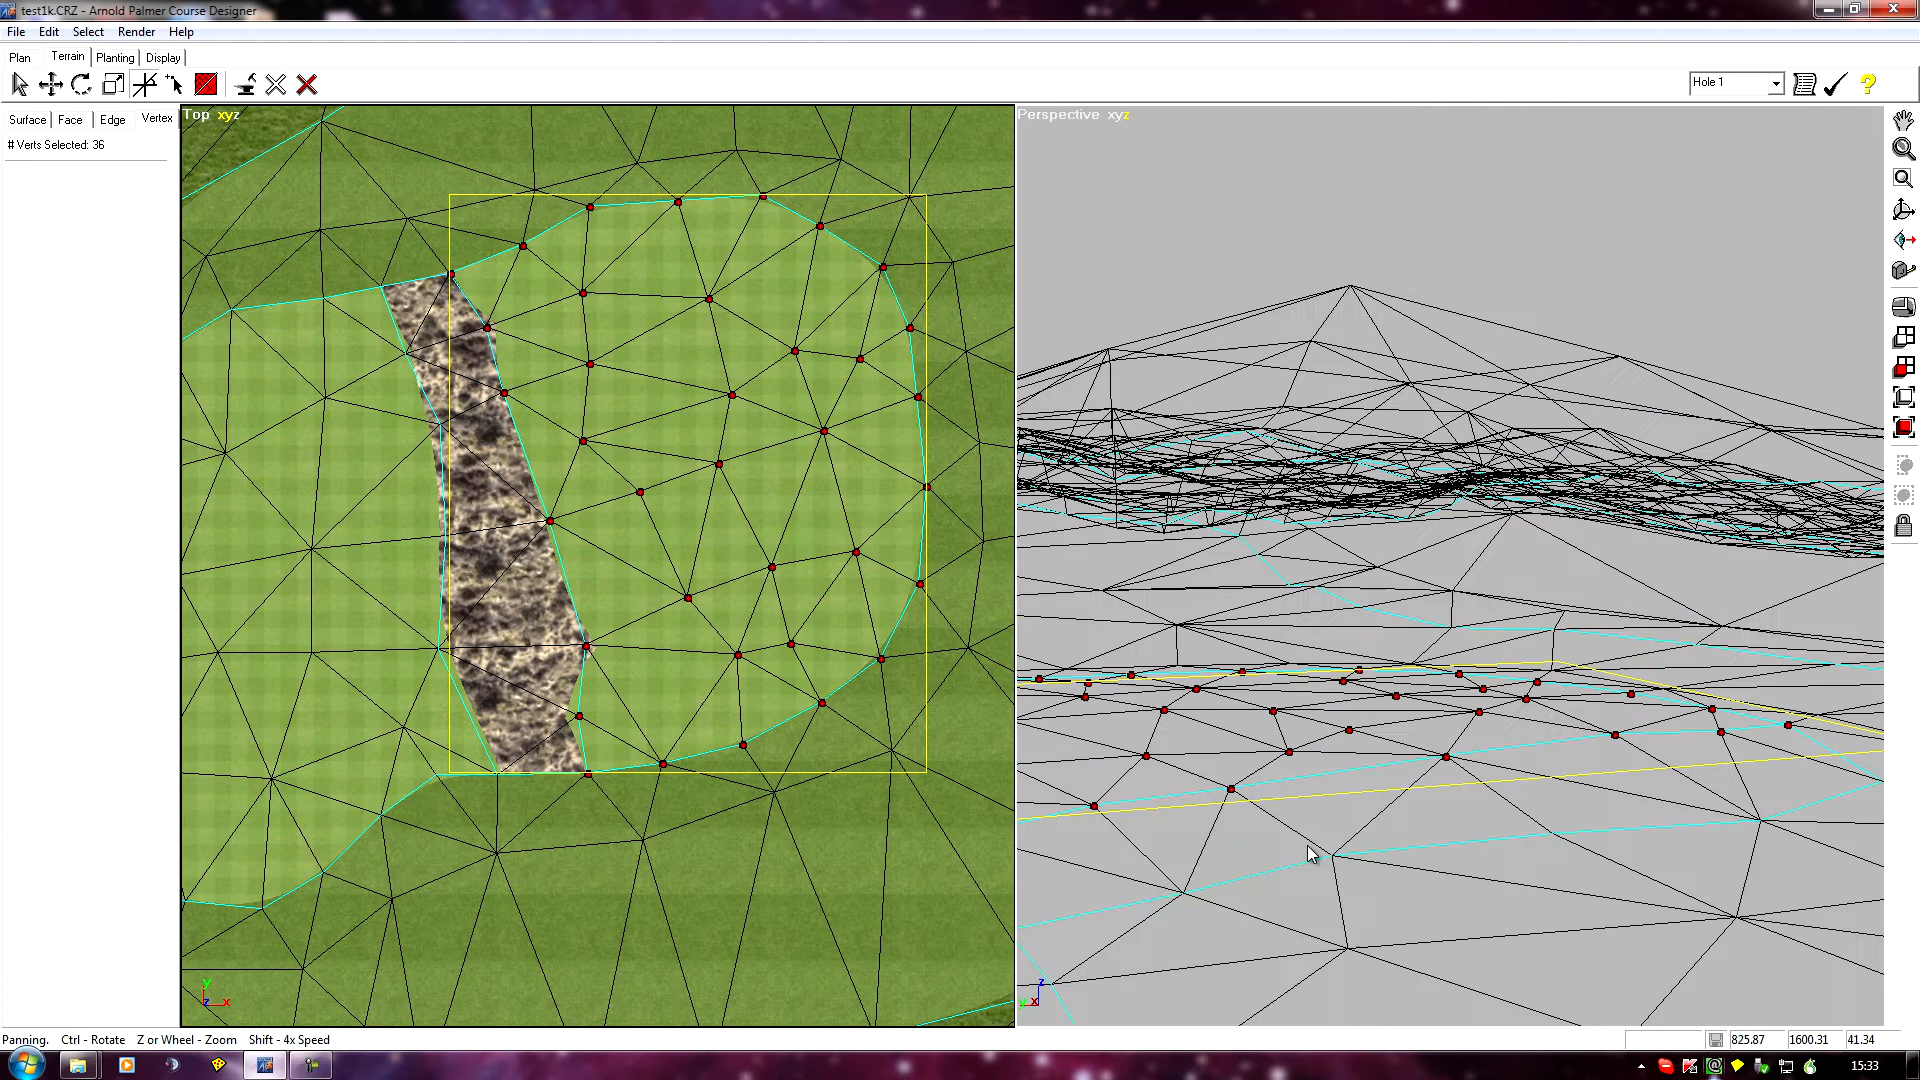 test1k.CRZ - Arnold Palmer Course Designer
File Edit Select Render Help
Plan Terrain Planting Display
Hole 1
Surface Face Edge Vertex
# Verts Selected: 36
Top xyz
Perspective xyz
y
z x
z
y x
Panning. Ctrl - Rotate Z or Wheel - Zoom Shift - 4x Speed
825.87 1600.31 41.34
15:33